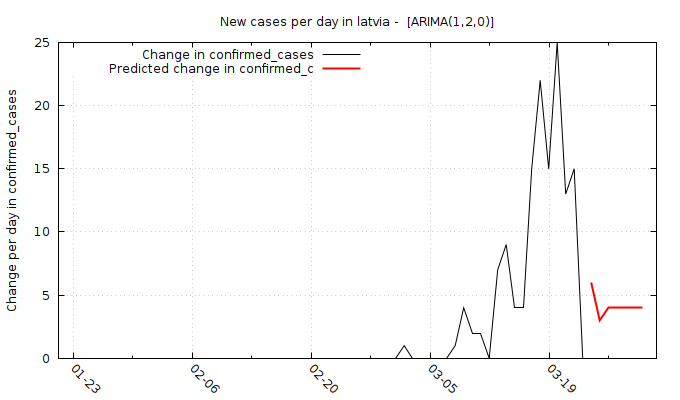 New cases per day in latvia -  [ARIMA(1,2,0)]
Change in confirmed_cases
Predicted change in confirmed_c
Change per day in confirmed_cases
25
20
15
10
5
0
01-23
02-06
02-20
03-05
03-19